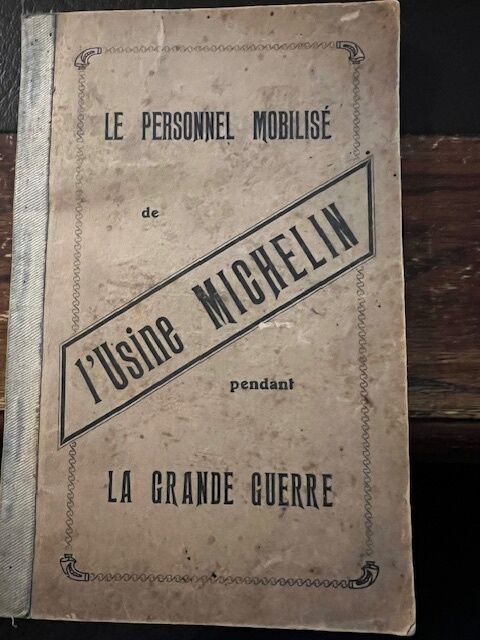 LE PERSONNEL MOBILISÉ
de
l'Usine MICHELIN
pendant
LA GRANDE GUERRE